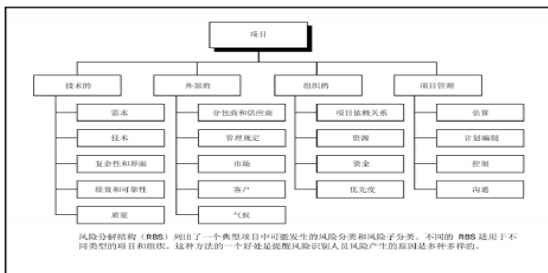 项目
技术的 外部的 组织的 项目管理
需求 分包商和供应商 项目依赖关系 估算
技术 管理规定 资源 计划编制
复杂性和界面 市场 资金 控制
绩效和可靠性 客户 优先度 沟通
质量 气候
风险分解结构（RBS）列出了一个典型项目中可能发生的风险分类和风险子分类。不同的 RBS 适用于不
同类型的项目和组织。这种方法的一个好处是提醒风险识别人员风险产生的原因是多种多样的。